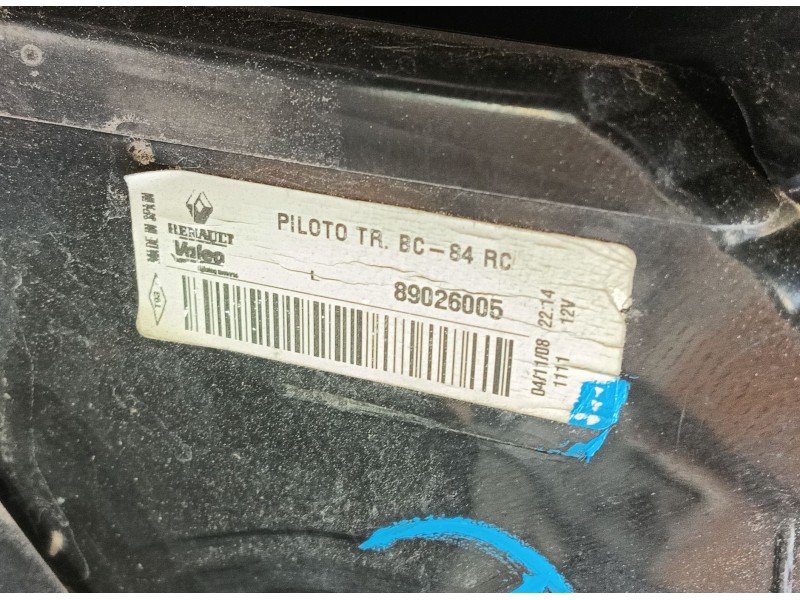 MADE IN SPAIN
RENAULT
Valeo
PILOTO TR. BC-84 RC
L
89026005
04/11/08 22:14
1111 12V